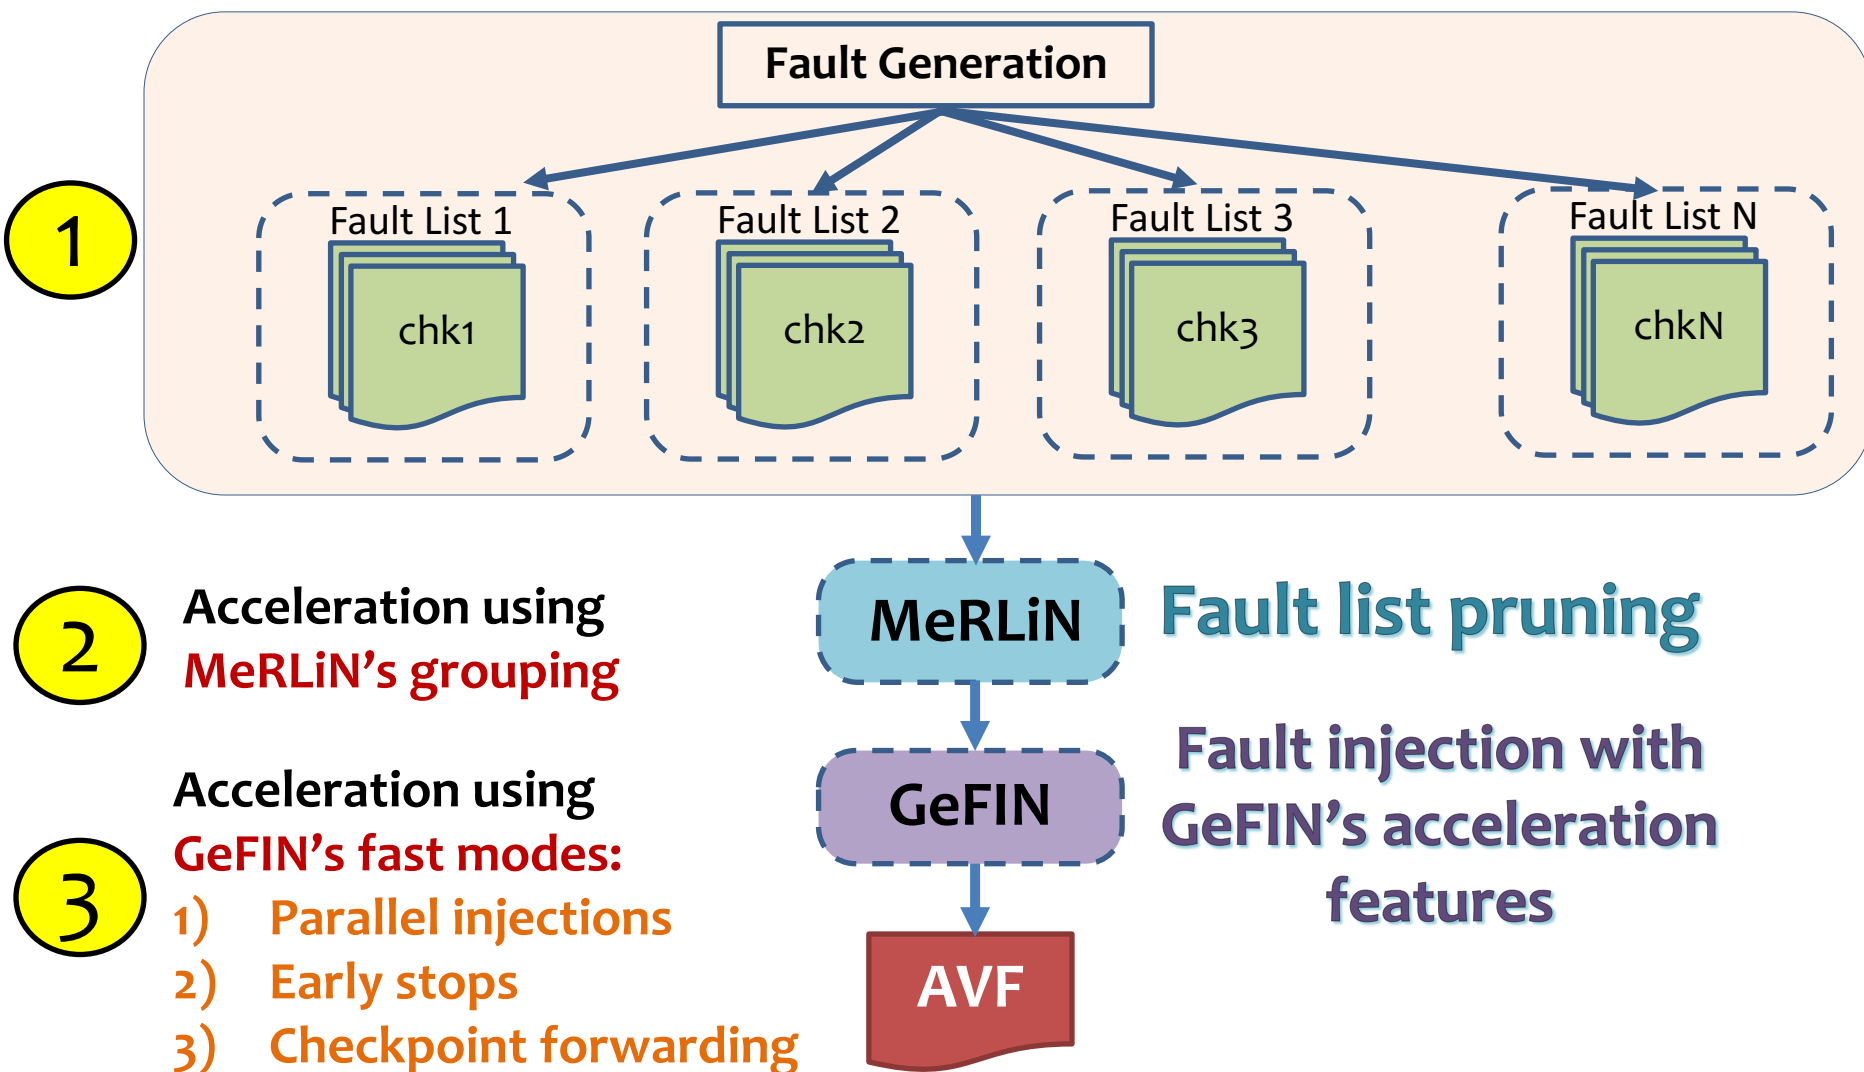 Fault Generation
1
Fault List 1
Fault List 2
Fault List 3
Fault List N
chk1
chk2
chk3
chkN
2
Acceleration using
MeRLiN's grouping
MeRLiN
Fault list pruning
3
Acceleration using
GeFIN's fast modes:
1) Parallel injections
2) Early stops
3) Checkpoint forwarding
GeFIN
Fault injection with
GeFIN's acceleration
features
AVF